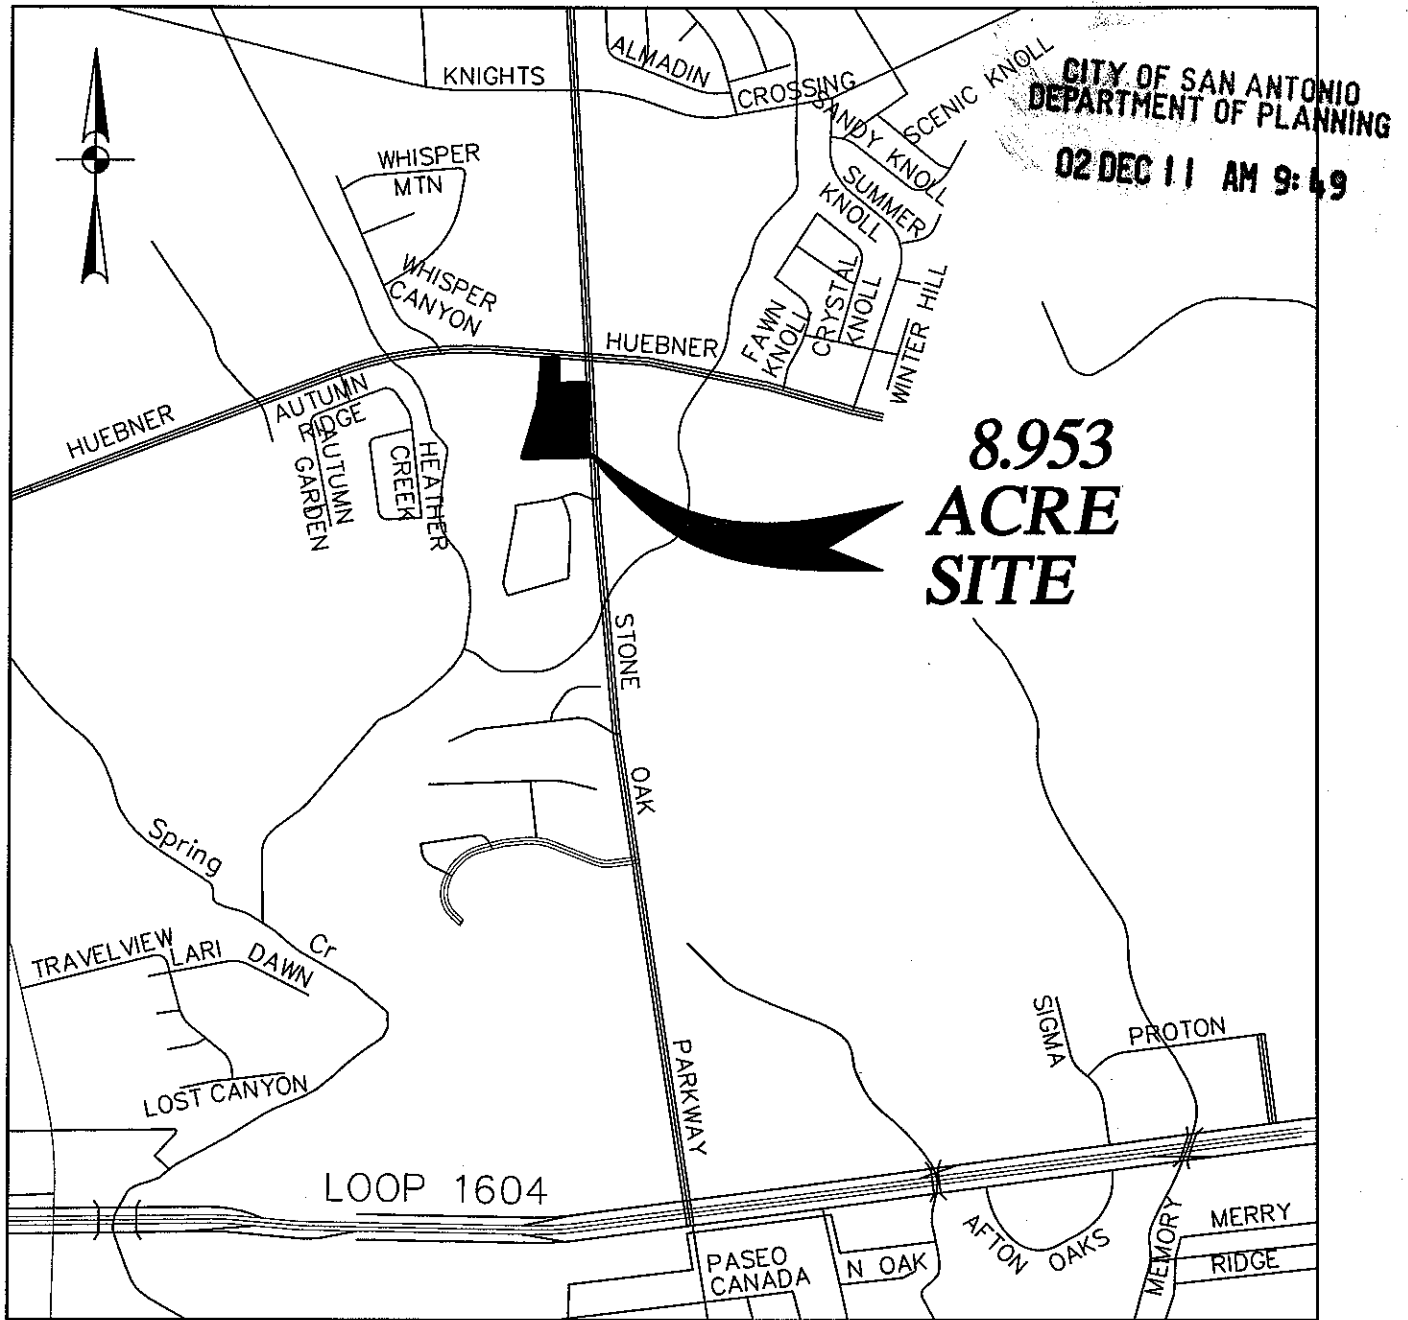 KNIGHTS
ALMADIN
CROSSING
SANDY KNOLL
SCENIC KNOLL
CITY OF SAN ANTONIO
DEPARTMENT OF PLANNING
02 DEC 11 AM 9:49
WHISPER
MTN
SUMMER
KNOLL
WHISPER
CANYON
CRYSTAL
KNOLL
FAWN
KNOLL
WINTER HILL
HUEBNER
HUEBNER
AUTUMN
RIDGE
AUTUMN
GARDEN
HEATHER
CREEK
8.953
ACRE
SITE
STONE
OAK
PARKWAY
Spring
Cr
TRAVELVIEW
LARI DAWN
LOST CANYON
SIGMA
PROTON
LOOP 1604
PASEO
CANADA
N OAK
AFTON OAKS
MEMORY
MERRY
RIDGE